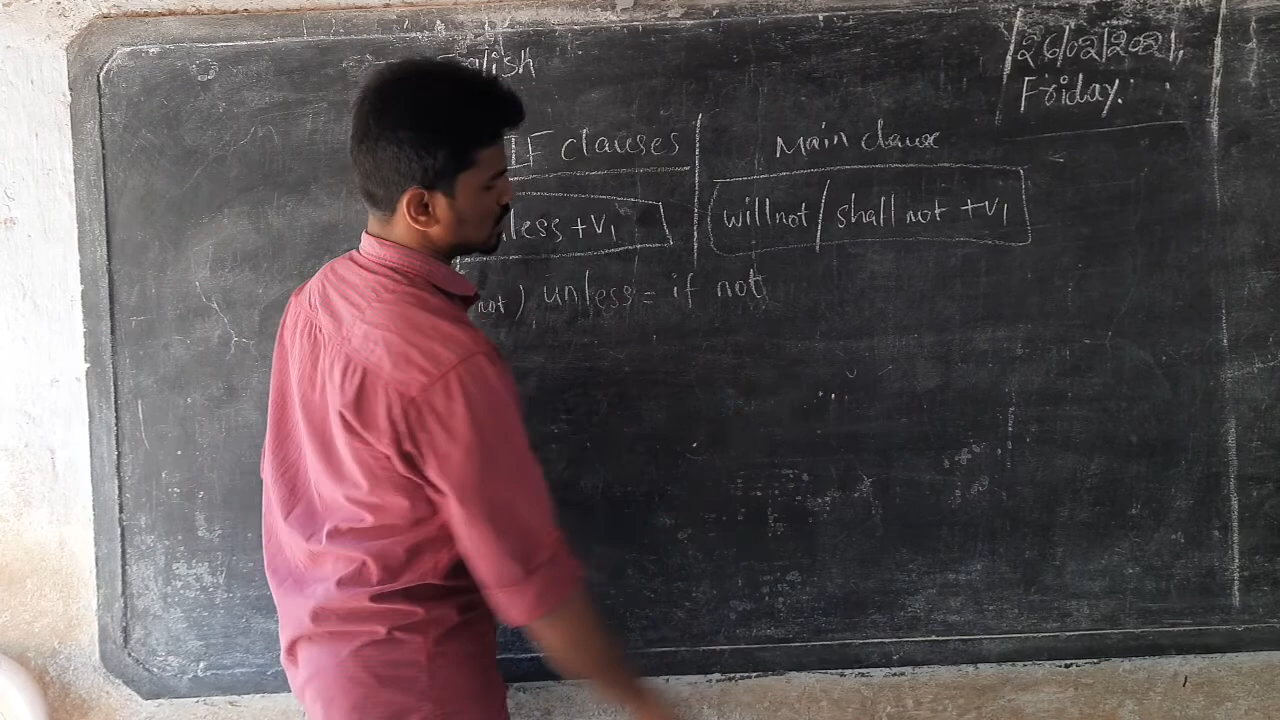 English
26/02/2021,
Friday.
IF clauses
Main clause
unless + V1
will not / shall not + V1
not) unless = if not